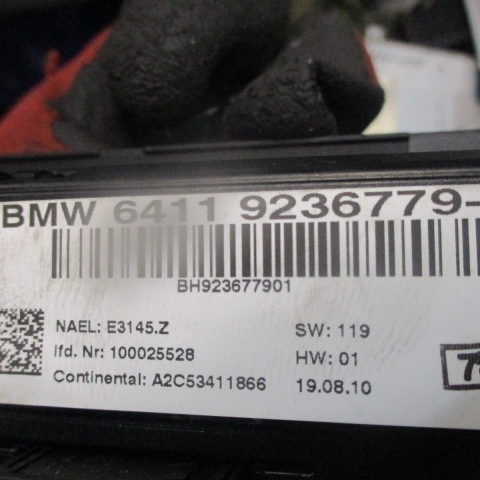 BMW 6411 9236779-
BH923677901
NAEL: E3145.Z SW: 119
lfd. Nr: 100025528 HW: 01
Continental: A2C53411866 19.08.10